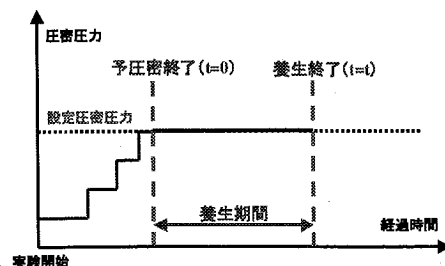 圧密圧力
予圧密終了(t=0)
養生終了(t=t)
設定圧密圧力
養生期間
経過時間
実験開始